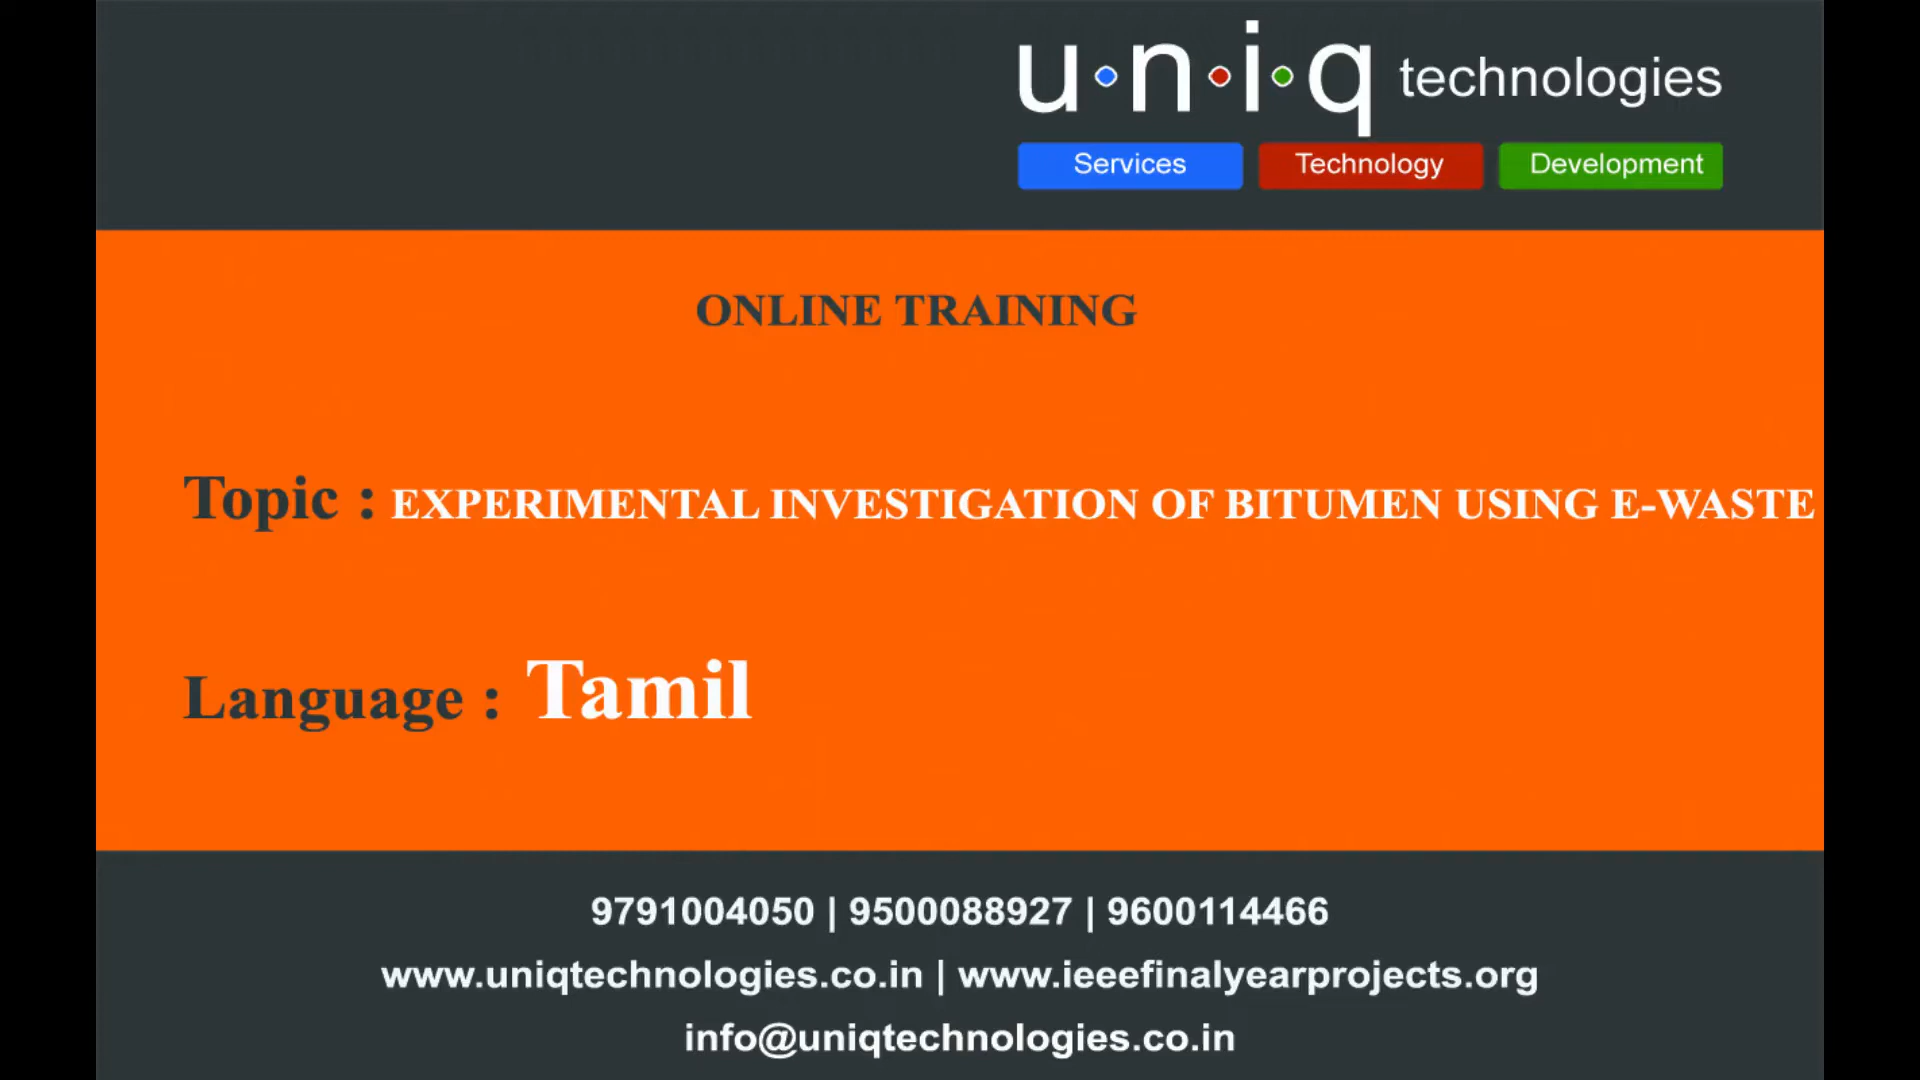 u·n·i·q technologies
Services Technology Development
ONLINE TRAINING
Topic : EXPERIMENTAL INVESTIGATION OF BITUMEN USING E-WASTE
Language : Tamil
9791004050 | 9500088927 | 9600114466
www.uniqtechnologies.co.in | www.ieeefinalyearprojects.org
info@uniqtechnologies.co.in